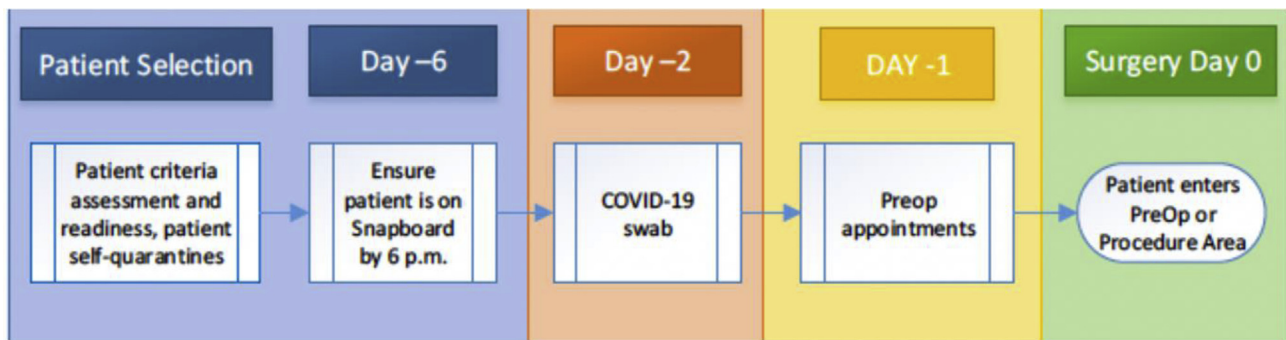 Patient Selection
Day –6
Day –2
DAY -1
Surgery Day 0
Patient criteria
assessment and
readiness, patient
self-quarantines
Ensure
patient is on
Snapboard
by 6 p.m.
COVID-19
swab
Preop
appointments
Patient enters
PreOp or
Procedure Area